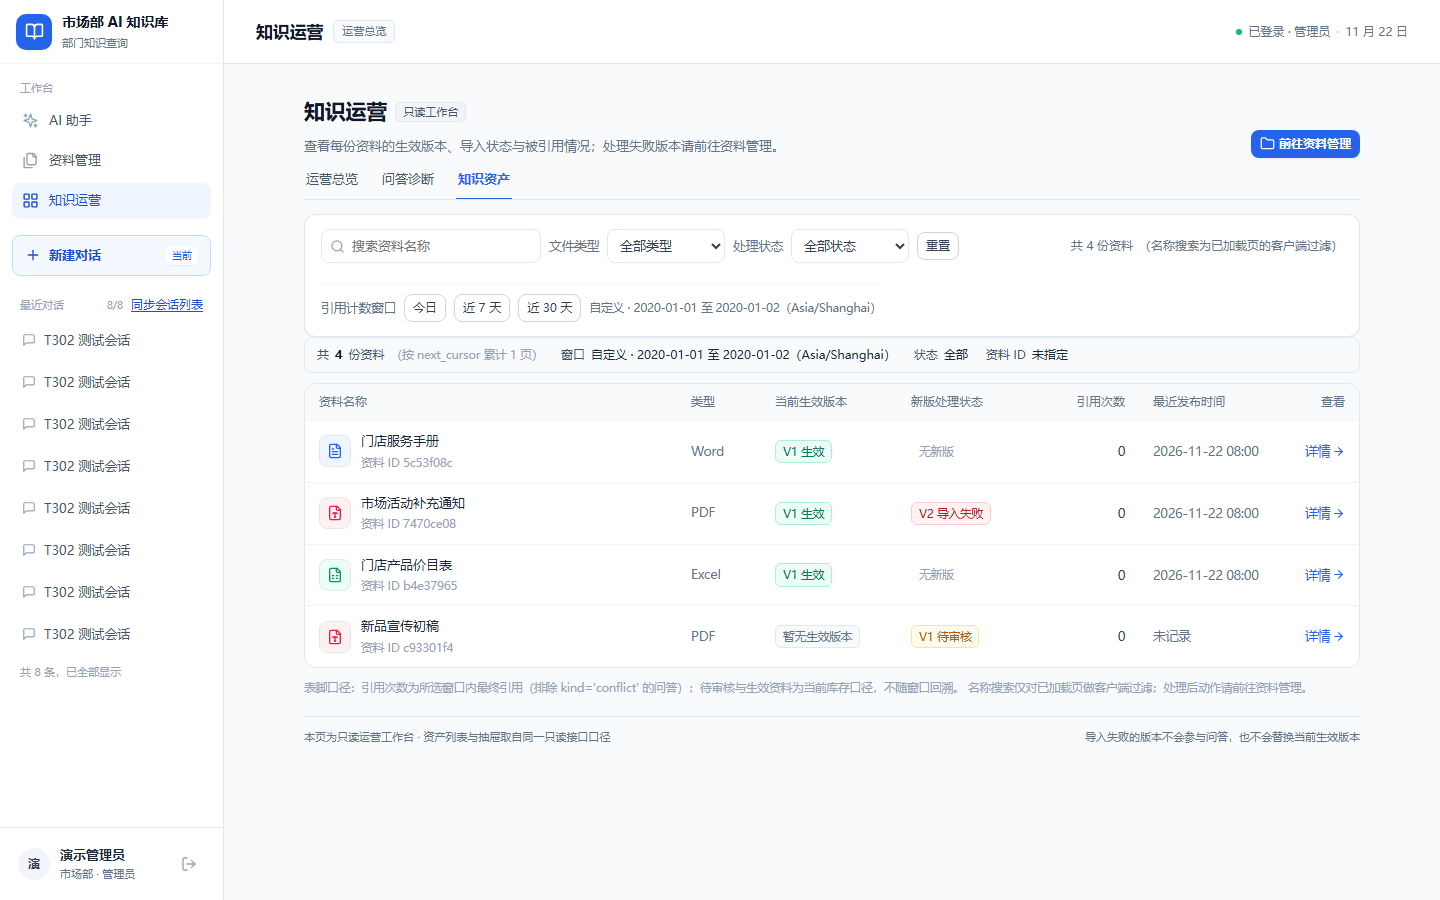 市场部 AI 知识库
部门知识查询
知识运营 运营总览
已登录 · 管理员 · 11 月 22 日
工作台
AI 助手
资料管理
知识运营
新建对话 当前
最近对话 8/8 同步会话列表
T302 测试会话
T302 测试会话
T302 测试会话
T302 测试会话
T302 测试会话
T302 测试会话
T302 测试会话
T302 测试会话
共 8 条，已全部显示
演 演示管理员
市场部 · 管理员
知识运营 只读工作台
查看每份资料的生效版本、导入状态与被引用情况；处理失败版本请前往资料管理。
前往资料管理
运营总览 问答诊断 知识资产
搜索资料名称 文件类型 全部类型 处理状态 全部状态 重置 共 4 份资料 （名称搜索为已加载页的客户端过滤）
引用计数窗口 今日 近 7 天 近 30 天 自定义 · 2020-01-01 至 2020-01-02（Asia/Shanghai）
共 4 份资料 （按 next_cursor 累计 1 页） 窗口 自定义 · 2020-01-01 至 2020-01-02（Asia/Shanghai） 状态 全部 资料 ID 未指定
资料名称 类型 当前生效版本 新版处理状态 引用次数 最近发布时间 查看
门店服务手册
资料 ID 5c53f08c
Word V1 生效 无新版 0 2026-11-22 08:00 详情→
市场活动补充通知
资料 ID 7470ce08
PDF V1 生效 V2 导入失败 0 2026-11-22 08:00 详情→
门店产品价目表
资料 ID b4e37965
Excel V1 生效 无新版 0 2026-11-22 08:00 详情→
新品宣传初稿
资料 ID c93301f4
PDF 暂无生效版本 V1 待审核 0 未记录 详情→
表脚口径：引用次数为所选窗口内最终引用（排除 kind='conflict' 的问答）；待审核与生效资料为当前库存口径，不随窗口回溯。 名称搜索仅对已加载页做客户端过滤；处理后动作请前往资料管理。
本页为只读运营工作台 · 资产列表与抽屉取自同一只读接口口径
导入失败的版本不会参与问答，也不会替换当前生效版本